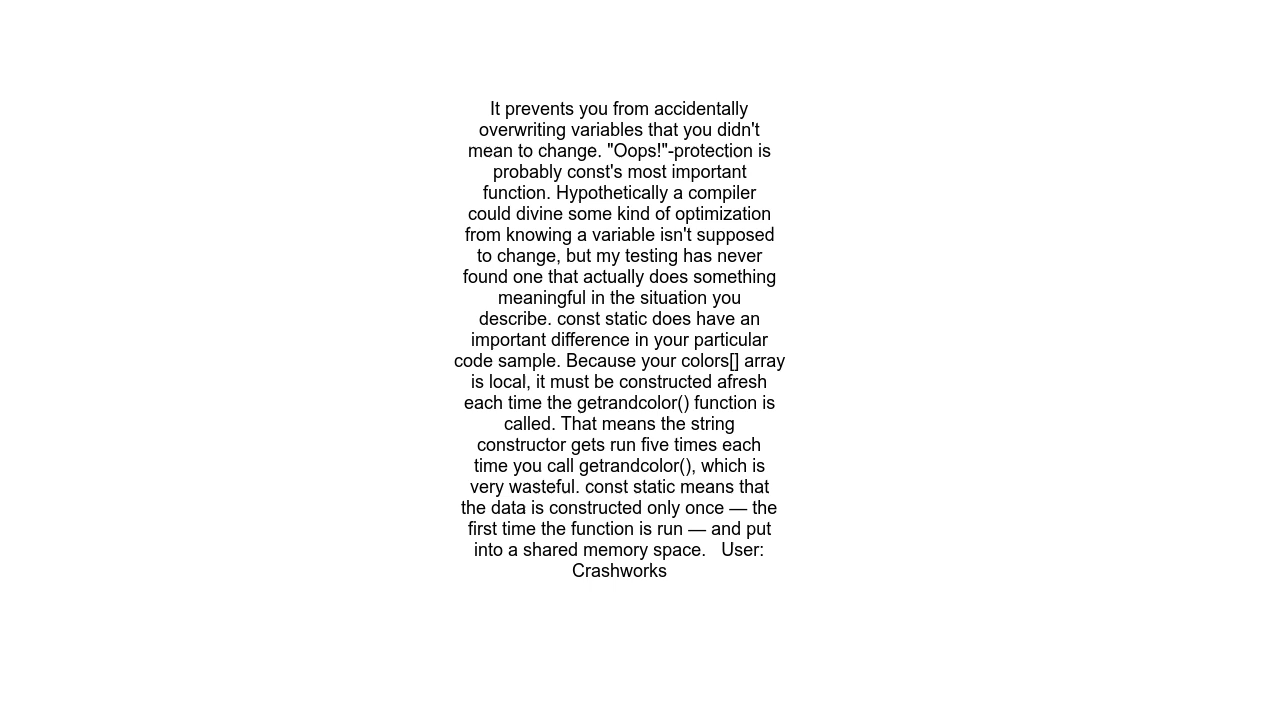 It prevents you from accidentally
overwriting variables that you didn't
mean to change. "Oops!"-protection is
probably const's most important
function. Hypothetically a compiler
could divine some kind of optimization
from knowing a variable isn't supposed
to change, but my testing has never
found one that actually does something
meaningful in the situation you
describe. const static does have an
important difference in your particular
code sample. Because your colors[] array
is local, it must be constructed afresh
each time the getrandcolor() function is
called. That means the string
constructor gets run five times each
time you call getrandcolor(), which is
very wasteful. const static means that
the data is constructed only once — the
first time the function is run — and put
into a shared memory space.   User:
Crashworks